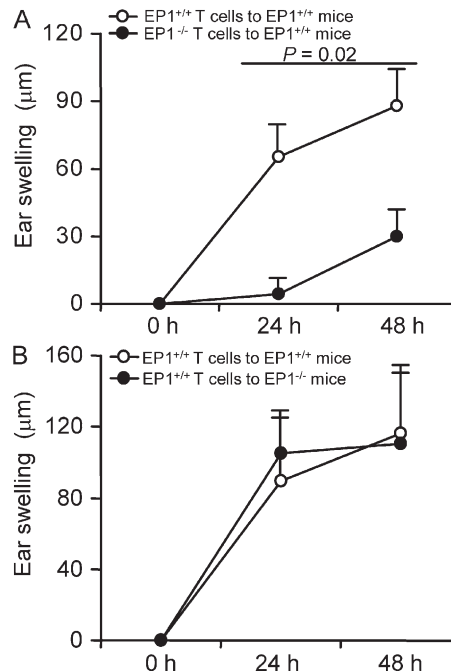 A
EP1+/+ T cells to EP1+/+ mice
EP1-/- T cells to EP1+/+ mice
120
P = 0.02
90
60
30
0
Ear swelling (μm)
0 h 24 h 48 h
B
EP1+/+ T cells to EP1+/+ mice
EP1+/+ T cells to EP1-/- mice
160
120
80
40
0
Ear swelling (μm)
0 h 24 h 48 h